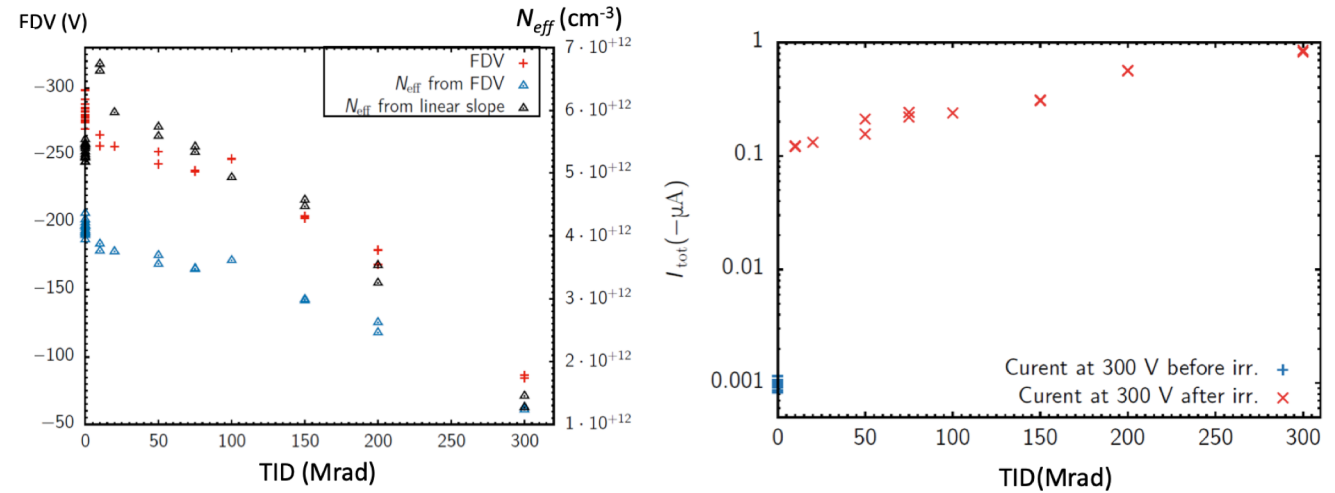 FDV (V)
N_eff (cm⁻³)
FDV
N_eff from FDV
N_eff from linear slope
−300
−250
−200
−150
−100
−50
7 · 10⁺¹²
6 · 10⁺¹²
5 · 10⁺¹²
4 · 10⁺¹²
3 · 10⁺¹²
2 · 10⁺¹²
1 · 10⁺¹²
0 50 100 150 200 250 300
TID (Mrad)
1
0.1
0.01
0.001
I_tot(−μA)
Curent at 300 V before irr.
Curent at 300 V after irr.
0 50 100 150 200 250 300
TID(Mrad)